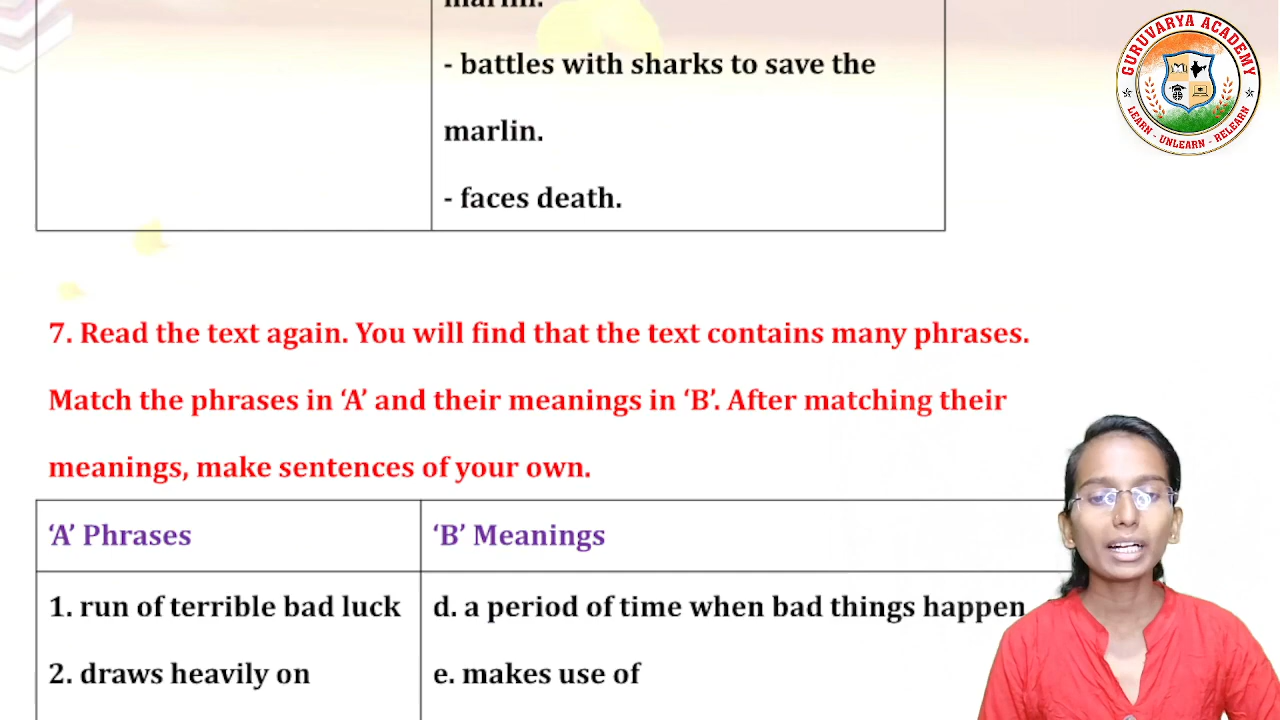 marlin.
- battles with sharks to save the
marlin.
- faces death.
GURUVARYA ACADEMY
LEARN - UNLEARN - RELEARN
7. Read the text again. You will find that the text contains many phrases.
Match the phrases in ‘A’ and their meanings in ‘B’. After matching their
meanings, make sentences of your own.
‘A’ Phrases
‘B’ Meanings
1. run of terrible bad luck
d. a period of time when bad things happen
2. draws heavily on
e. makes use of